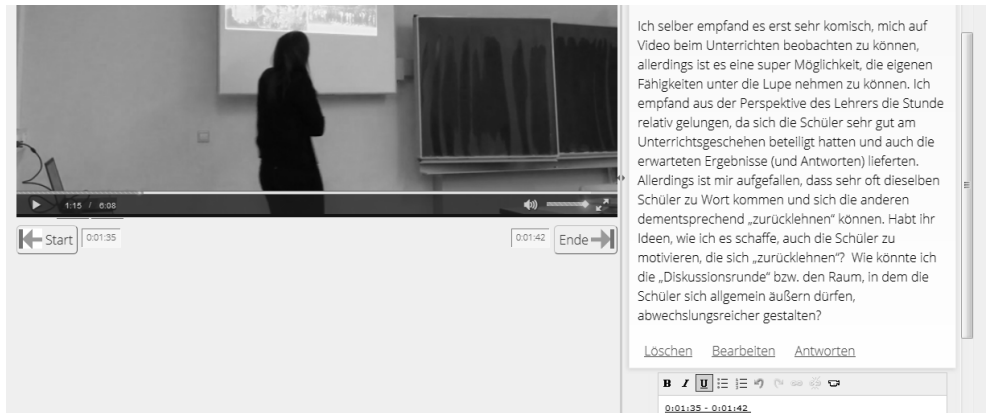 Ich selber empfand es erst sehr komisch, mich auf
Video beim Unterrichten beobachten zu können,
allerdings ist es eine super Möglichkeit, die eigenen
Fähigkeiten unter die Lupe nehmen zu können. Ich
empfand aus der Perspektive des Lehrers die Stunde
relativ gelungen, da sich die Schüler sehr gut am
Unterrichtsgeschehen beteiligt hatten und auch die
erwarteten Ergebnisse (und Antworten) lieferten.
Allerdings ist mir aufgefallen, dass sehr oft dieselben
Schüler zu Wort kommen und sich die anderen
dementsprechend „zurücklehnen“ können. Habt ihr
Ideen, wie ich es schaffe, auch die Schüler zu
motivieren, die sich „zurücklehnen“? Wie könnte ich
die „Diskussionsrunde“ bzw. den Raum, in dem die
Schüler sich allgemein äußern dürfen,
abwechslungsreicher gestalten?
Löschen Bearbeiten Antworten
B I U
0:01:35 - 0:01:42
1:15 / 6:08
Start 0:01:35 0:01:42 Ende